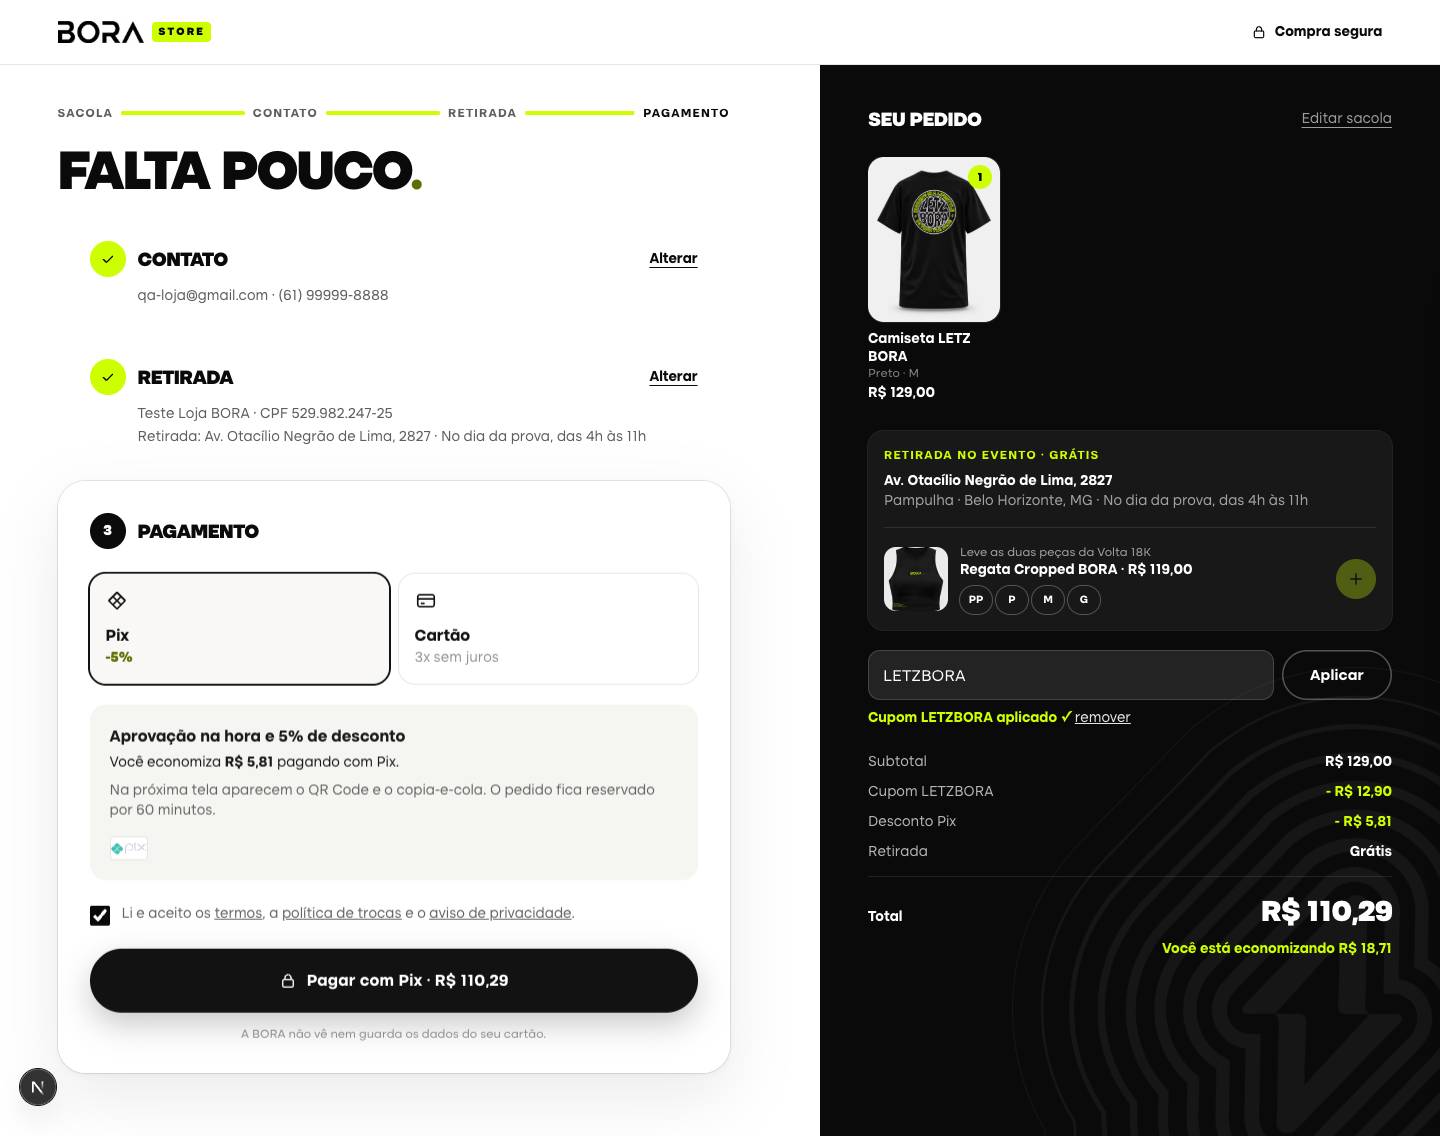 BORA STORE
Compra segura
SACOLA CONTATO RETIRADA PAGAMENTO
FALTA POUCO.
CONTATO
Alterar
qa-loja@gmail.com · (61) 99999-8888
RETIRADA
Alterar
Teste Loja BORA · CPF 529.982.247-25
Retirada: Av. Otacílio Negrão de Lima, 2827 · No dia da prova, das 4h às 11h
3 PAGAMENTO
Pix
-5%
Cartão
3x sem juros
Aprovação na hora e 5% de desconto
Você economiza R$ 5,81 pagando com Pix.
Na próxima tela aparecem o QR Code e o copia-e-cola. O pedido fica reservado
por 60 minutos.
pix
Li e aceito os termos, a política de trocas e o aviso de privacidade.
Pagar com Pix · R$ 110,29
A BORA não vê nem guarda os dados do seu cartão.
N
SEU PEDIDO
Editar sacola
1
LETZ
BORA
Camiseta LETZ
BORA
Preto · M
R$ 129,00
RETIRADA NO EVENTO · GRÁTIS
Av. Otacílio Negrão de Lima, 2827
Pampulha · Belo Horizonte, MG · No dia da prova, das 4h às 11h
Leve as duas peças da Volta 18K
Regata Cropped BORA · R$ 119,00
PP P M G
LETZBORA
Aplicar
Cupom LETZBORA aplicado ✓ remover
Subtotal R$ 129,00
Cupom LETZBORA - R$ 12,90
Desconto Pix - R$ 5,81
Retirada Grátis
Total R$ 110,29
Você está economizando R$ 18,71